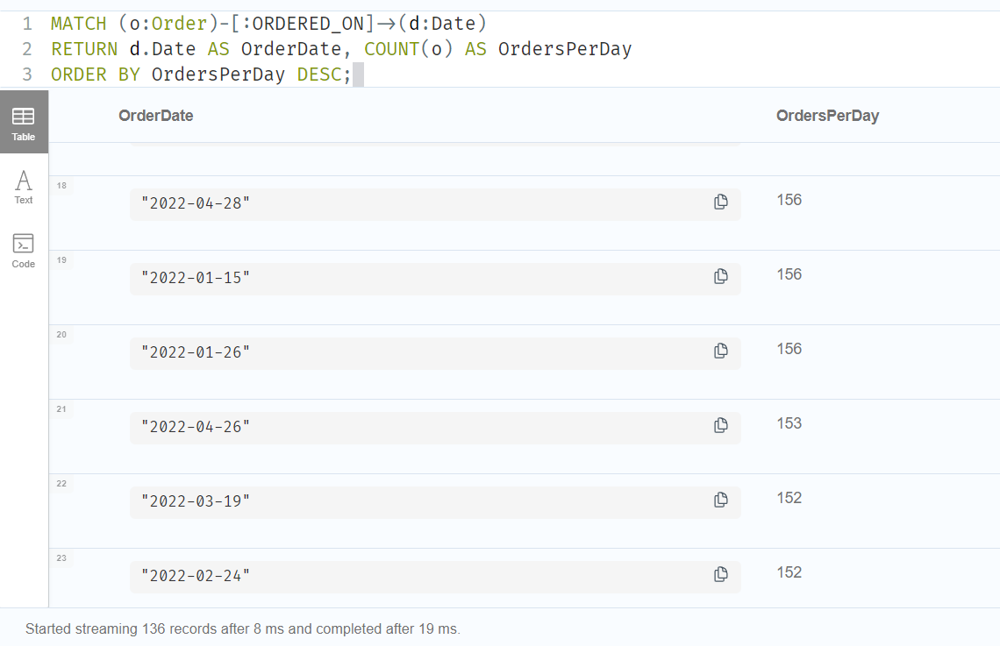 1 MATCH (o:Order)-[:ORDERED_ON]->(d:Date)
2 RETURN d.Date AS OrderDate, COUNT(o) AS OrdersPerDay
3 ORDER BY OrdersPerDay DESC;
OrderDate OrdersPerDay
Table
Text
Code
18 "2022-04-28" 156
19 "2022-01-15" 156
20 "2022-01-26" 156
21 "2022-04-26" 153
22 "2022-03-19" 152
23 "2022-02-24" 152
Started streaming 136 records after 8 ms and completed after 19 ms.